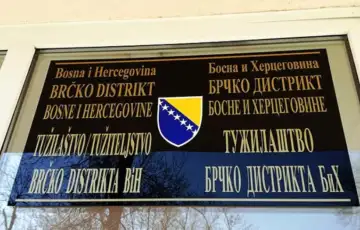 Bosna i Hercegovina
BRČKO DISTRIKT
BOSNE I HERCEGOVINE
TUŽILAŠTVO/TUŽITELJSTVO
BRČKO DISTRIKTA BiH
Босна и Херцеговина
БРЧКО ДИСТРИКТ
БОСНЕ И ХЕРЦЕГОВИНЕ
ТУЖИЛАШТВО
БРЧКО ДИСТРИКТА БиХ